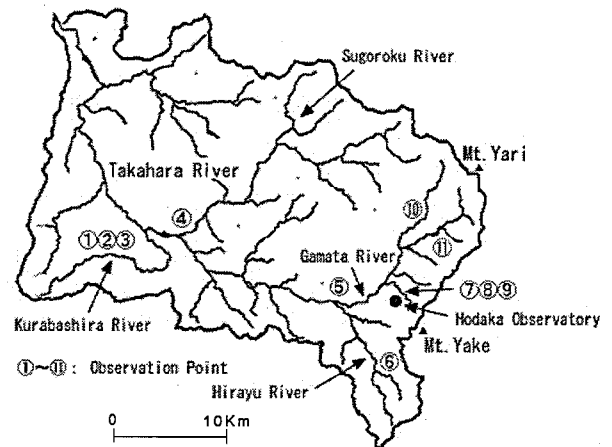 Sugoroku River
Mt. Yari
Takahara River
④
⑩
①②③
⑪
Gamata River
⑤
⑦⑧⑨
Kurabashira River
Hodaka Observatory
Mt. Yake
①~⑪: Observation Point
⑥
Hirayu River
0 10Km